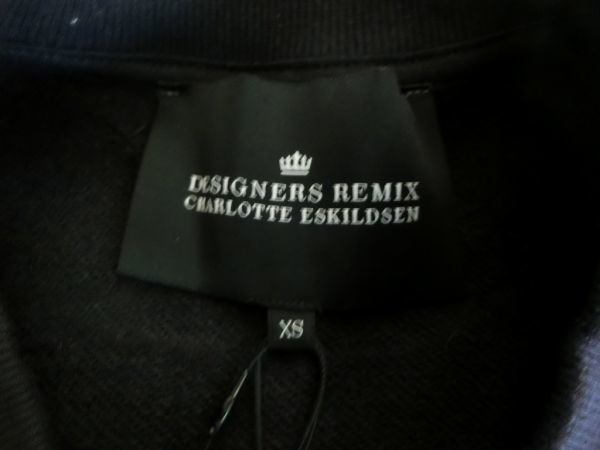 DESIGNERS REMIX
CHARLOTTE ESKILDSEN
XS